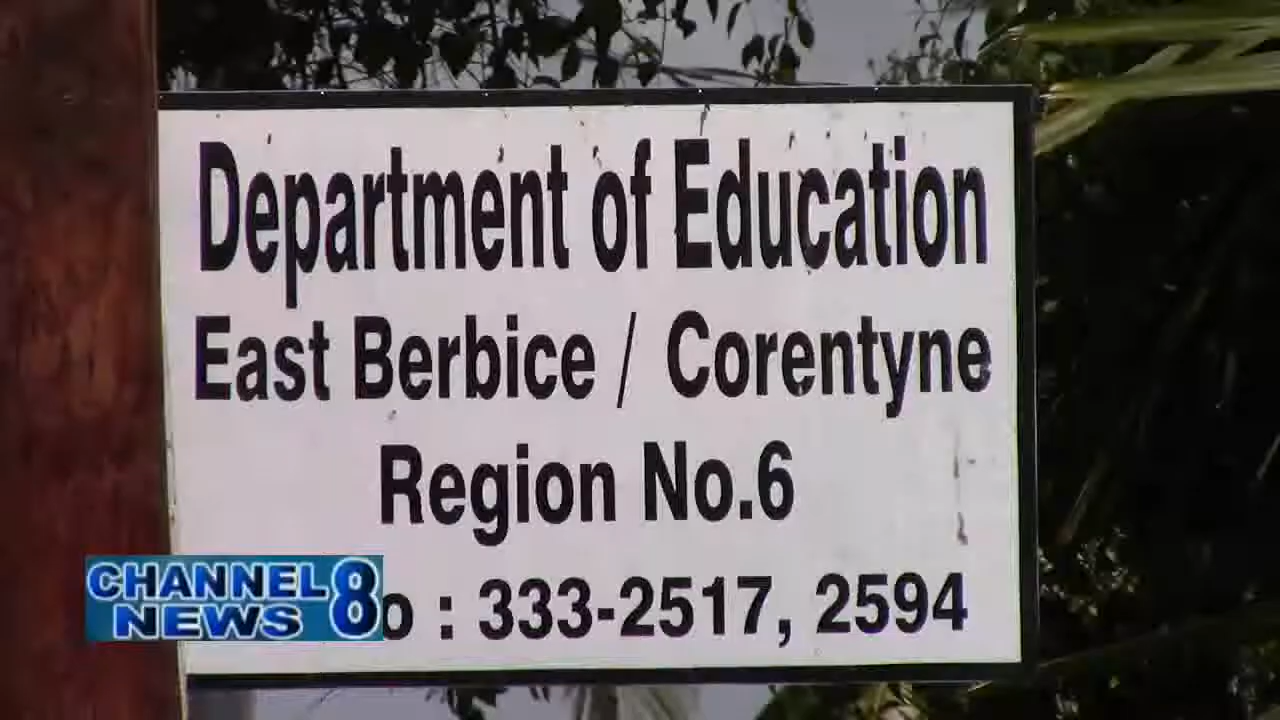 Department of Education
East Berbice / Corentyne
Region No.6
o : 333-2517, 2594
CHANNEL 8
NEWS